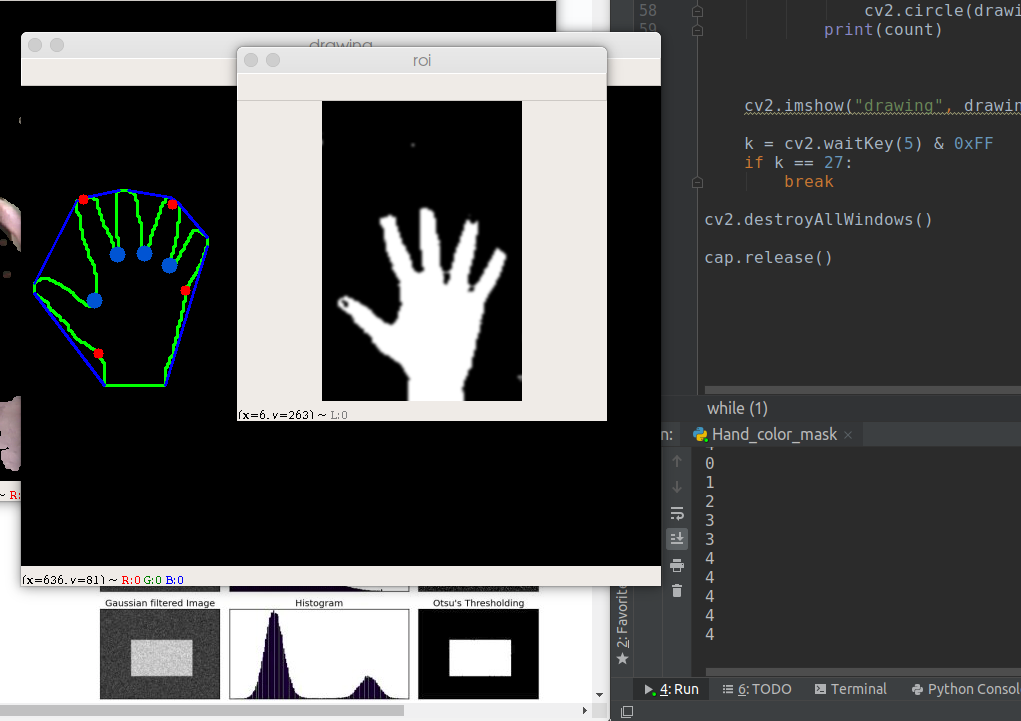 58
cv2.circle(drawi
59
print(count)
drawing
roi
cv2.imshow("drawing", drawin
k = cv2.waitKey(5) & 0xFF
if k == 27:
break
cv2.destroyAllWindows()
cap.release()
(x=6, y=263) ~ L:0
while (1)
n:
Hand_color_mask
0
1
2
3
3
4
4
4
4
4
~ R:
(x=636, y=81) ~ R:0 G:0 B:0
Gaussian filtered Image
Histogram
Otsu's Thresholding
2: Favorite
4: Run
6: TODO
Terminal
Python Consol